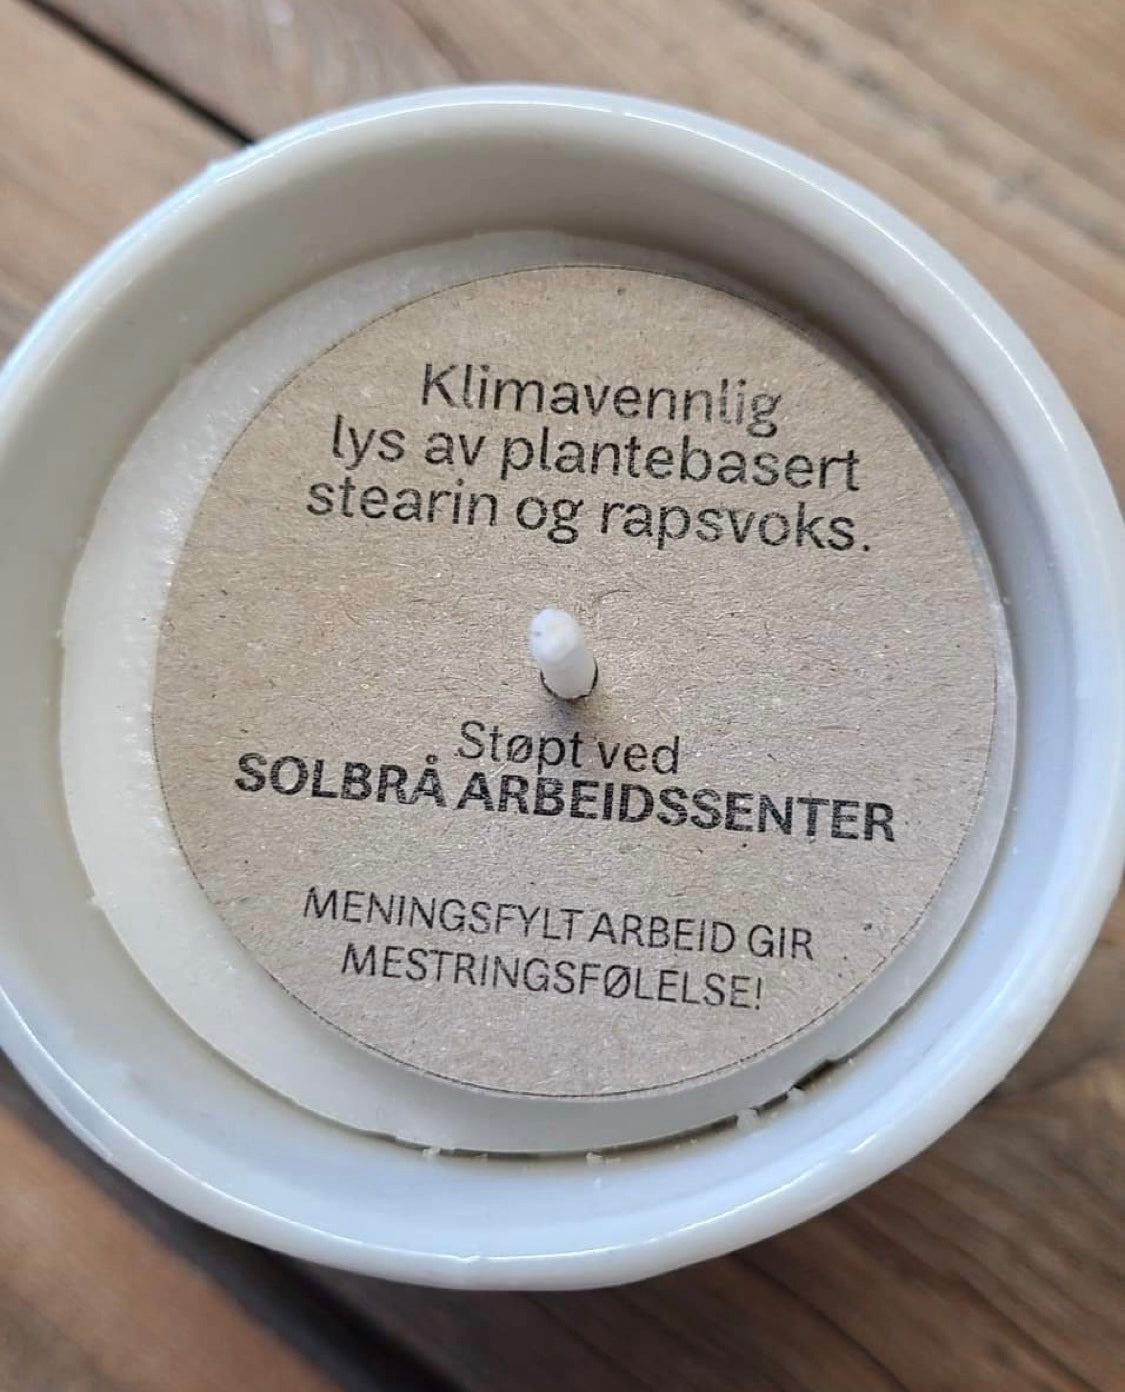 Klimavennlig
lys av plantebasert
stearin og rapsvoks.
Støpt ved
SOLBRÅ ARBEIDSSENTER
MENINGSFYLT ARBEID GIR
MESTRINGSFØLELSE!